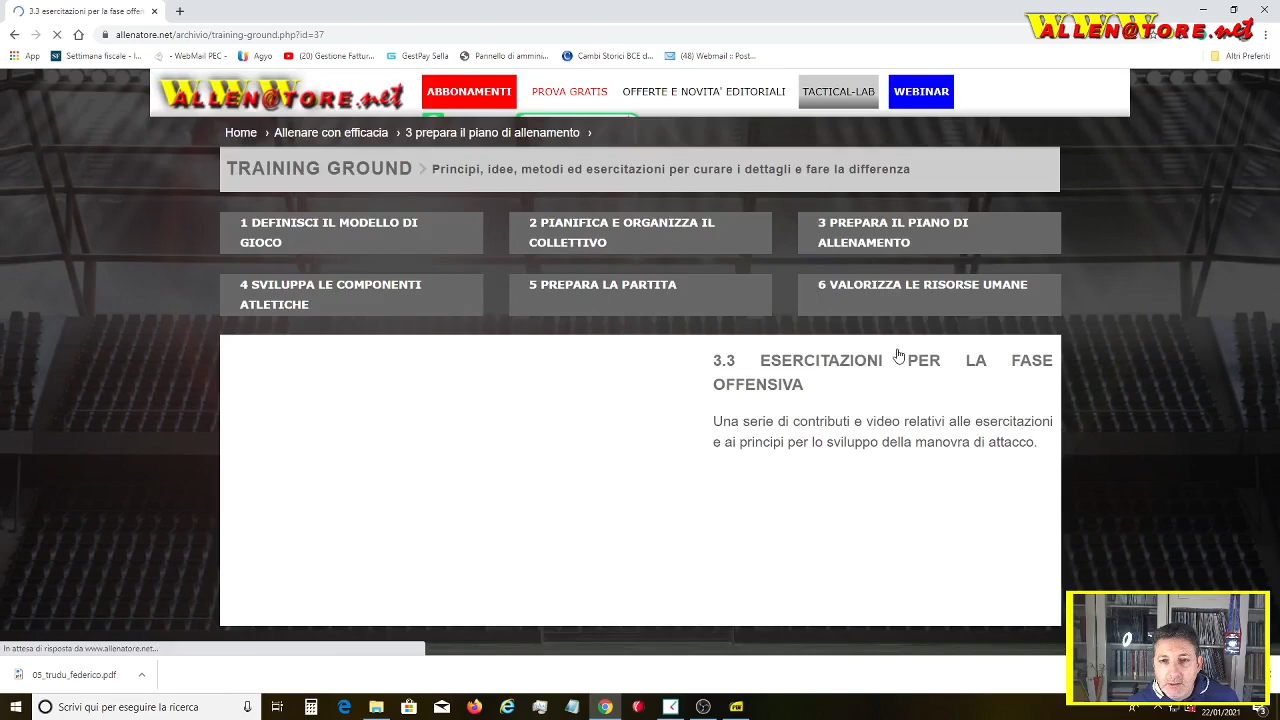 3.3 esercitazioni per la fase offe
allenatore.net/archivio/training-ground.php?id=37
WWW
ALLEN@TORE.net
App
Settimana fiscale - I...
- WebMail PEC -
Agyo
(20) Gestione Fattur...
GestPay Sella
Pannello di ammini...
Cambi Storici BCE d...
(48) Webmail :: Post...
Altri Preferiti
WWW
ALLEN@TORE.net
ABBONAMENTI
PROVA GRATIS
OFFERTE E NOVITA' EDITORIALI
TACTICAL-LAB
WEBINAR
Home › Allenare con efficacia › 3 prepara il piano di allenamento ›
TRAINING GROUND > Principi, idee, metodi ed esercitazioni per curare i dettagli e fare la differenza
1 DEFINISCI IL MODELLO DI
GIOCO
2 PIANIFICA E ORGANIZZA IL
COLLETTIVO
3 PREPARA IL PIANO DI
ALLENAMENTO
4 SVILUPPA LE COMPONENTI
ATLETICHE
5 PREPARA LA PARTITA
6 VALORIZZA LE RISORSE UMANE
3.3 ESERCITAZIONI PER LA FASE
OFFENSIVA
Una serie di contributi e video relativi alle esercitazioni
e ai principi per lo sviluppo della manovra di attacco.
In attesa di www.allenatore.net...
05_trudu_federico.pdf
Scrivi qui per eseguire la ricerca
22/01/2021